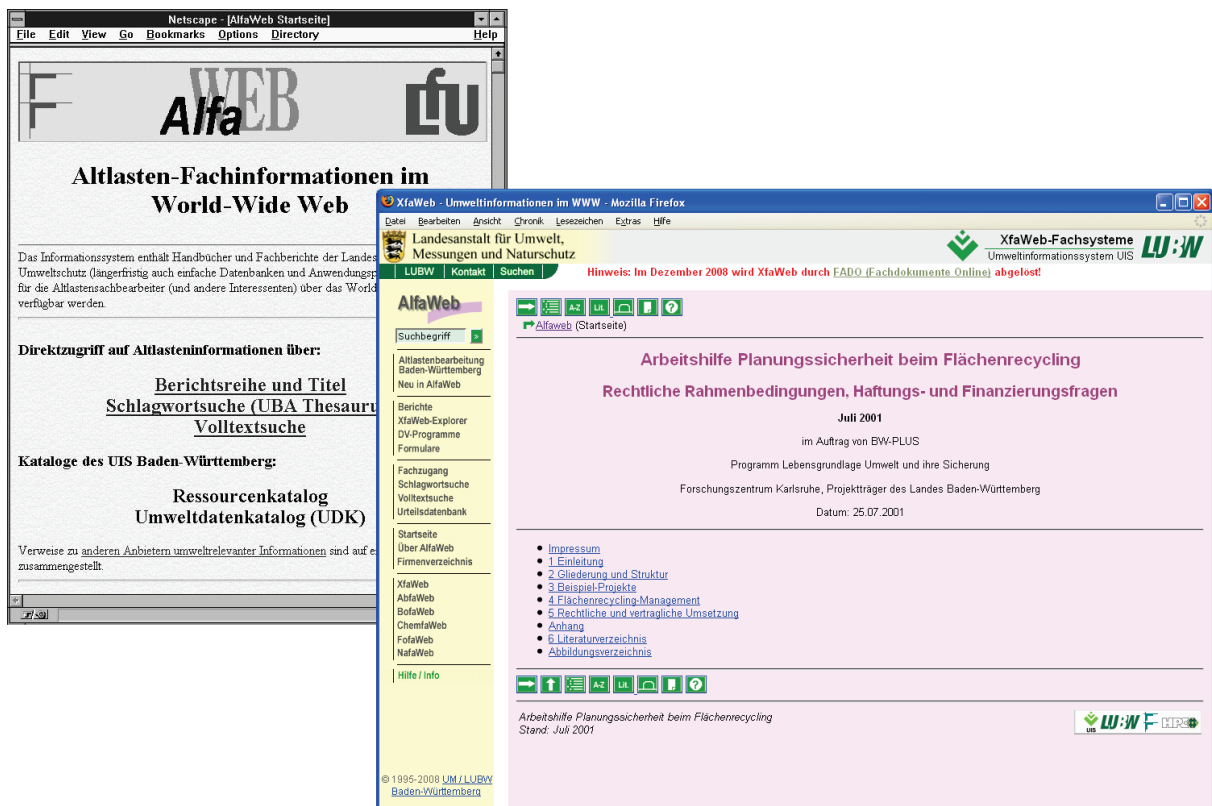 Netscape - [AlfaWeb Startseite]
File Edit View Go Bookmarks Options Directory Help
AlfaWEB
LfU
Altlasten-Fachinformationen im
World-Wide Web
Das Informationssystem enthält Handbücher und Fachberichte der Landes
Umweltschutz (längerfristig auch einfache Datenbanken und Anwendungsp
für die Altlastensachbearbeiter (und andere Interessenten) über das World
verfügbar werden.
Direktzugriff auf Altlasteninformationen über:
Berichtsreihe und Titel
Schlagwortsuche (UBA Thesauru
Volltextsuche
Kataloge des UIS Baden-Württemberg:
Ressourcenkatalog
Umweltdatenkatalog (UDK)
Verweise zu anderen Anbietern umweltrelevanter Informationen sind auf e
zusammengestellt.
XfaWeb - Umweltinformationen im WWW - Mozilla Firefox
Datei Bearbeiten Ansicht Chronik Lesezeichen Extras Hilfe
Landesanstalt für Umwelt,
Messungen und Naturschutz
XfaWeb-Fachsysteme
Umweltinformationssystem UIS
LU:W
LUBW Kontakt Suchen
Hinweis: Im Dezember 2008 wird XfaWeb durch FADO (Fachdokumente Online) abgelöst!
AlfaWeb
Suchbegriff
Altlastenbearbeitung
Baden-Württemberg
Neu in AlfaWeb
Berichte
XfaWeb-Explorer
DV-Programme
Formulare
Fachzugang
Schlagwortsuche
Volltextsuche
Urteilsdatenbank
Startseite
Über AlfaWeb
Firmenverzeichnis
XfaWeb
AbfaWeb
BofaWeb
ChemfaWeb
FofaWeb
NafaWeb
Hilfe / Info
© 1995-2008 UM / LUBW
Baden-Württemberg
A-Z Lit. ?
Alfaweb (Startseite)
Arbeitshilfe Planungssicherheit beim Flächenrecycling
Rechtliche Rahmenbedingungen, Haftungs- und Finanzierungsfragen
Juli 2001
im Auftrag von BW-PLUS
Programm Lebensgrundlage Umwelt und ihre Sicherung
Forschungszentrum Karlsruhe, Projektträger des Landes Baden-Württemberg
Datum: 25.07.2001
Impressum
1 Einleitung
2 Gliederung und Struktur
3 Beispiel-Projekte
4 Flächenrecycling-Management
5 Rechtliche und vertragliche Umsetzung
Anhang
6 Literaturverzeichnis
Abbildungsverzeichnis
A-Z Lit. ?
Arbeitshilfe Planungssicherheit beim Flächenrecycling
Stand: Juli 2001
UIS LU:W HPC